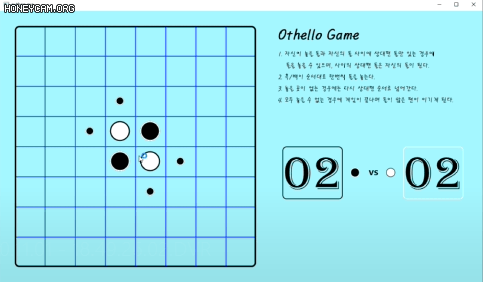 HONEYCAM.ORG
Othello Game
1. 자신이 놓은 돌과 자신의 돌 사이에 상대편 돌만 있는 경우에
돌을 놓을 수 있으며, 사이의 상대편 돌은 자신의 돌이 된다.
2. 흑/백이 순서대로 한번씩 돌을 놓는다.
3. 놓을 곳이 없는 경우에는 다시 상대편 순서로 넘어간다.
4. 모두 놓을 수 없는 경우에 게임이 끝나며 돌이 많은 편이 이기게 된다.
02 vs 02